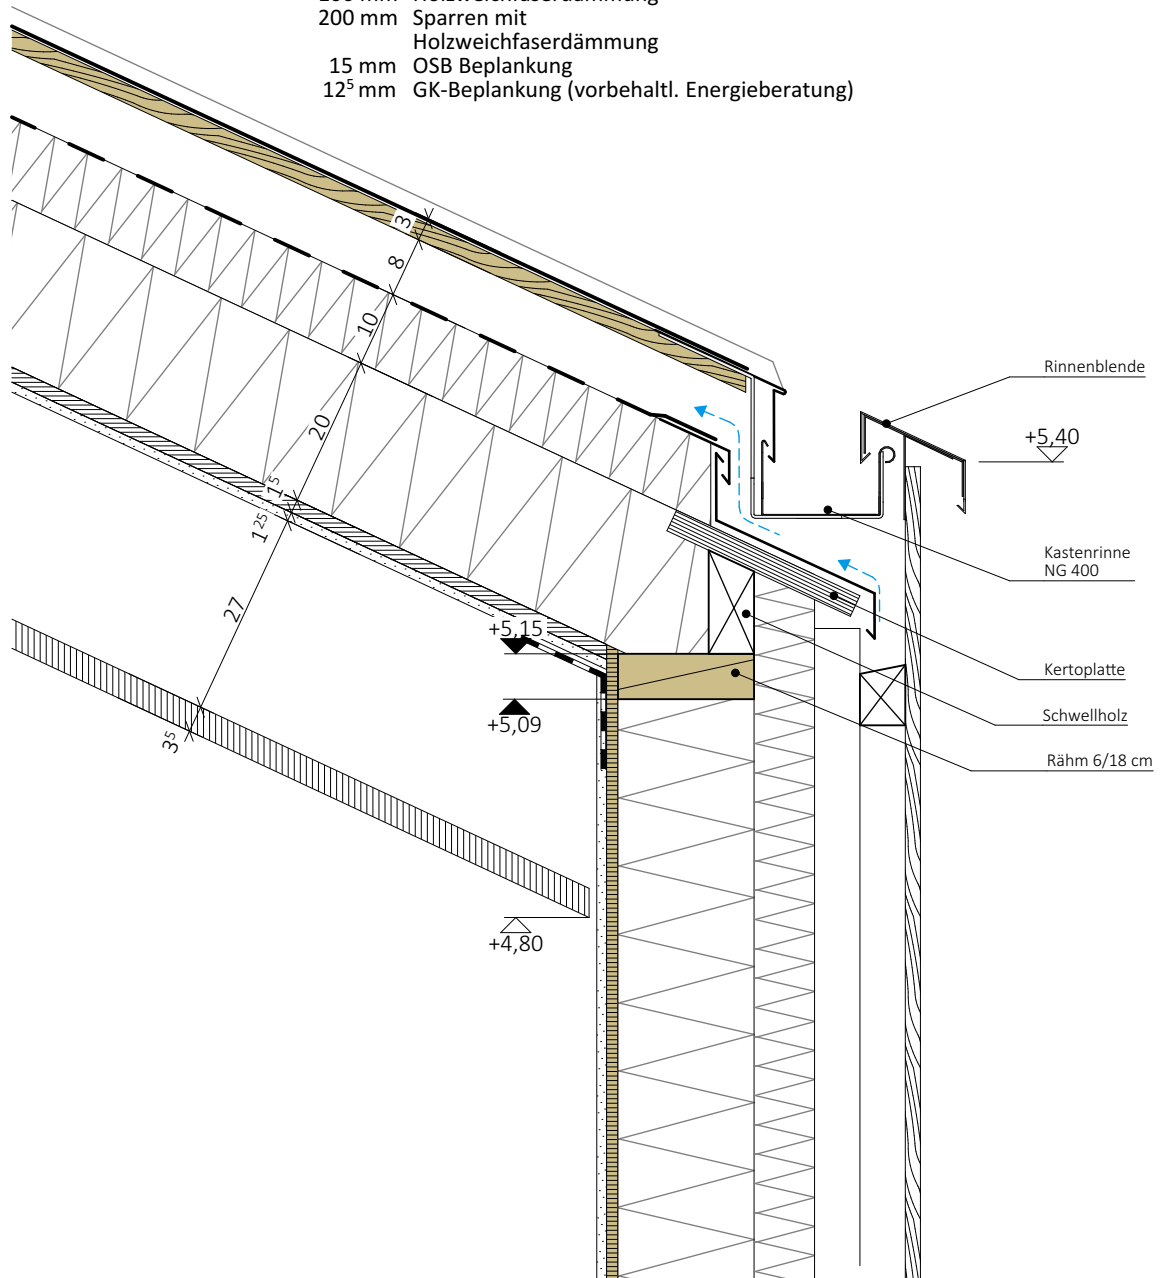 200 mm Sparren mit
Holzweichfaserdämmung
15 mm OSB Beplankung
12⁵ mm GK-Beplankung (vorbehaltl. Energieberatung)
3
8
10
20
1⁵
1²⁵
27
3⁵
Rinnenblende
+5,40
Kastenrinne
NG 400
+5,15
Kertoplatte
+5,09
Schwellholz
Rähm 6/18 cm
+4,80